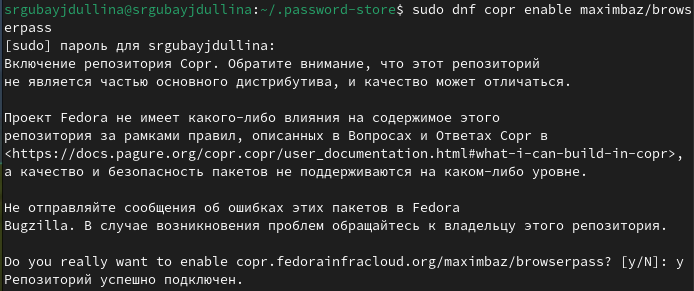 srgubayjdullina@srgubayjdullina:~/.password-store$ sudo dnf copr enable maximbaz/brows
erpass
[sudo] пароль для srgubayjdullina:
Включение репозитория Copr. Обратите внимание, что этот репозиторий
не является частью основного дистрибутива, и качество может отличаться.

Проект Fedora не имеет какого-либо влияния на содержимое этого
репозитория за рамками правил, описанных в Вопросах и Ответах Copr в
<https://docs.pagure.org/copr.copr/user_documentation.html#what-i-can-build-in-copr>,
а качество и безопасность пакетов не поддерживаются на каком-либо уровне.

Не отправляйте сообщения об ошибках этих пакетов в Fedora
Bugzilla. В случае возникновения проблем обращайтесь к владельцу этого репозитория.

Do you really want to enable copr.fedorainfracloud.org/maximbaz/browserpass? [y/N]: y
Репозиторий успешно подключен.